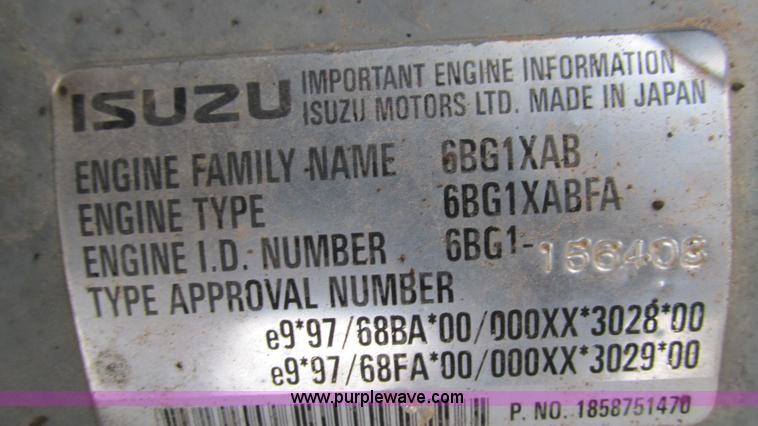 ISUZU IMPORTANT ENGINE INFORMATION
ISUZU MOTORS LTD. MADE IN JAPAN
ENGINE FAMILY NAME 6BG1XAB
ENGINE TYPE 6BG1XABFA
ENGINE I.D. NUMBER 6BG1-156408
TYPE APPROVAL NUMBER
e9*97/68BA*00/000XX*3028*00
e9*97/68FA*00/000XX*3029*00
www.purplewave.com
P. NO. 1858751470